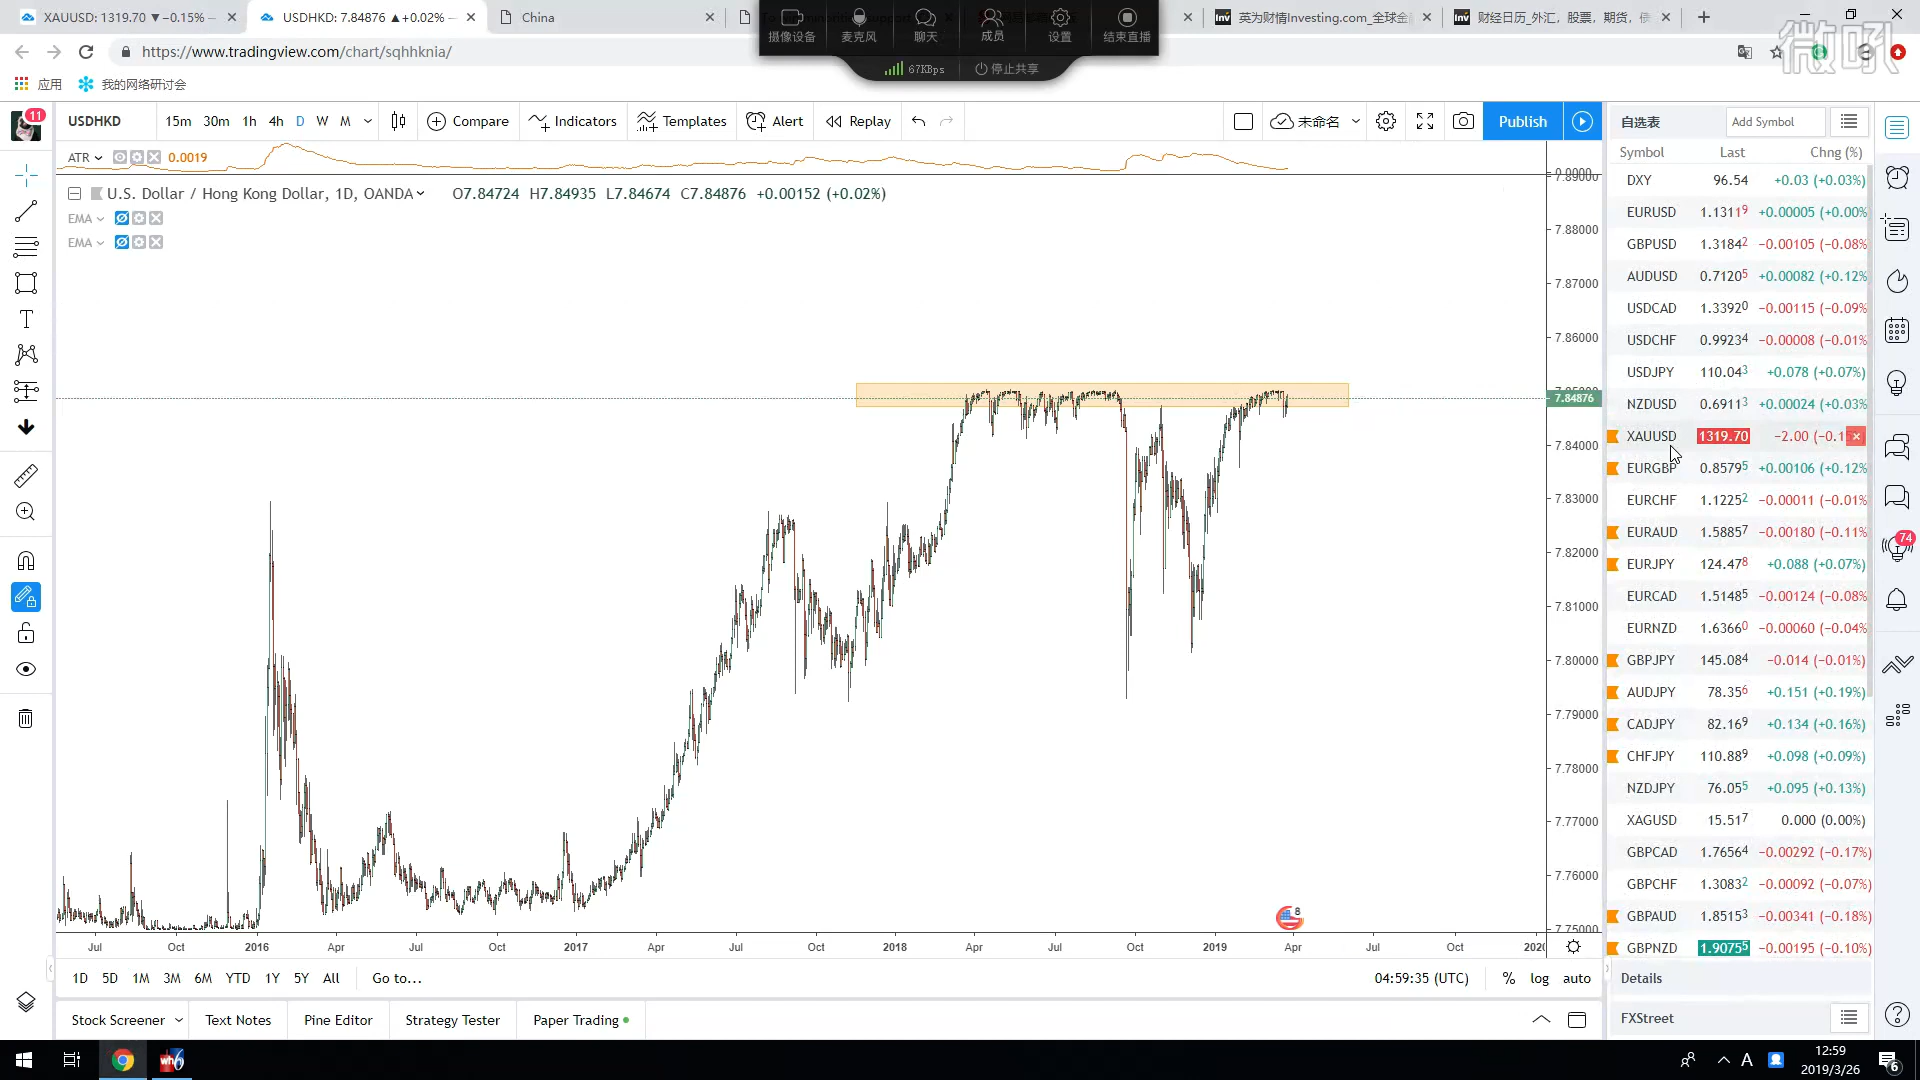 XAUUSD: 1319.70 ▼−0.15% –
USDHKD: 7.84876 ▲+0.02% –
China
英为财情Investing.com_全球金
财经日历_外汇，股票，期货，
https://www.tradingview.com/chart/sqhhknia/
摄像设备 麦克风 聊天 成员 设置 结束直播
67KBps 停止共享
微吼
应用 我的网络研讨会
11
USDHKD 15m 30m 1h 4h D W M Compare Indicators Templates Alert Replay 未命名 Publish
ATR 0.0019
U.S. Dollar / Hong Kong Dollar, 1D, OANDA O7.84724 H7.84935 L7.84674 C7.84876 +0.00152 (+0.02%)
EMA
EMA
7.88000
7.87000
7.86000
7.84876
7.84000
7.83000
7.82000
7.81000
7.80000
7.79000
7.78000
7.77000
7.76000
7.75000
8
Jul Oct 2016 Apr Jul Oct 2017 Apr Jul Oct 2018 Apr Jul Oct 2019 Apr Jul Oct 2020
1D 5D 1M 3M 6M YTD 1Y 5Y All Go to... 04:59:35 (UTC) % log auto
Stock Screener Text Notes Pine Editor Strategy Tester Paper Trading
自选表 Add Symbol
Symbol Last Chng (%)
DXY 96.54 +0.03 (+0.03%)
EURUSD 1.13119 +0.00005 (+0.00%
GBPUSD 1.31842 −0.00105 (−0.08%
AUDUSD 0.71205 +0.00082 (+0.12%
USDCAD 1.33920 −0.00115 (−0.09%
USDCHF 0.99234 −0.00008 (−0.01%
USDJPY 110.043 +0.078 (+0.07%)
NZDUSD 0.69113 +0.00024 (+0.03%
XAUUSD 1319.70 −2.00 (−0.1
EURGBP 0.85795 +0.00106 (+0.12%
EURCHF 1.12252 −0.00011 (−0.01%
EURAUD 1.58857 −0.00180 (−0.11%
EURJPY 124.478 +0.088 (+0.07%)
EURCAD 1.51485 −0.00124 (−0.08%
EURNZD 1.63660 −0.00060 (−0.04%
GBPJPY 145.084 −0.014 (−0.01%)
AUDJPY 78.356 +0.151 (+0.19%)
CADJPY 82.169 +0.134 (+0.16%)
CHFJPY 110.889 +0.098 (+0.09%)
NZDJPY 76.055 +0.095 (+0.13%)
XAGUSD 15.517 0.000 (0.00%)
GBPCAD 1.76564 −0.00292 (−0.17%)
GBPCHF 1.30832 −0.00092 (−0.07%)
GBPAUD 1.85153 −0.00341 (−0.18%)
GBPNZD 1.90755 −0.00195 (−0.10%)
Details
FXStreet
74
wh6
A
12:59
2019/3/26
6